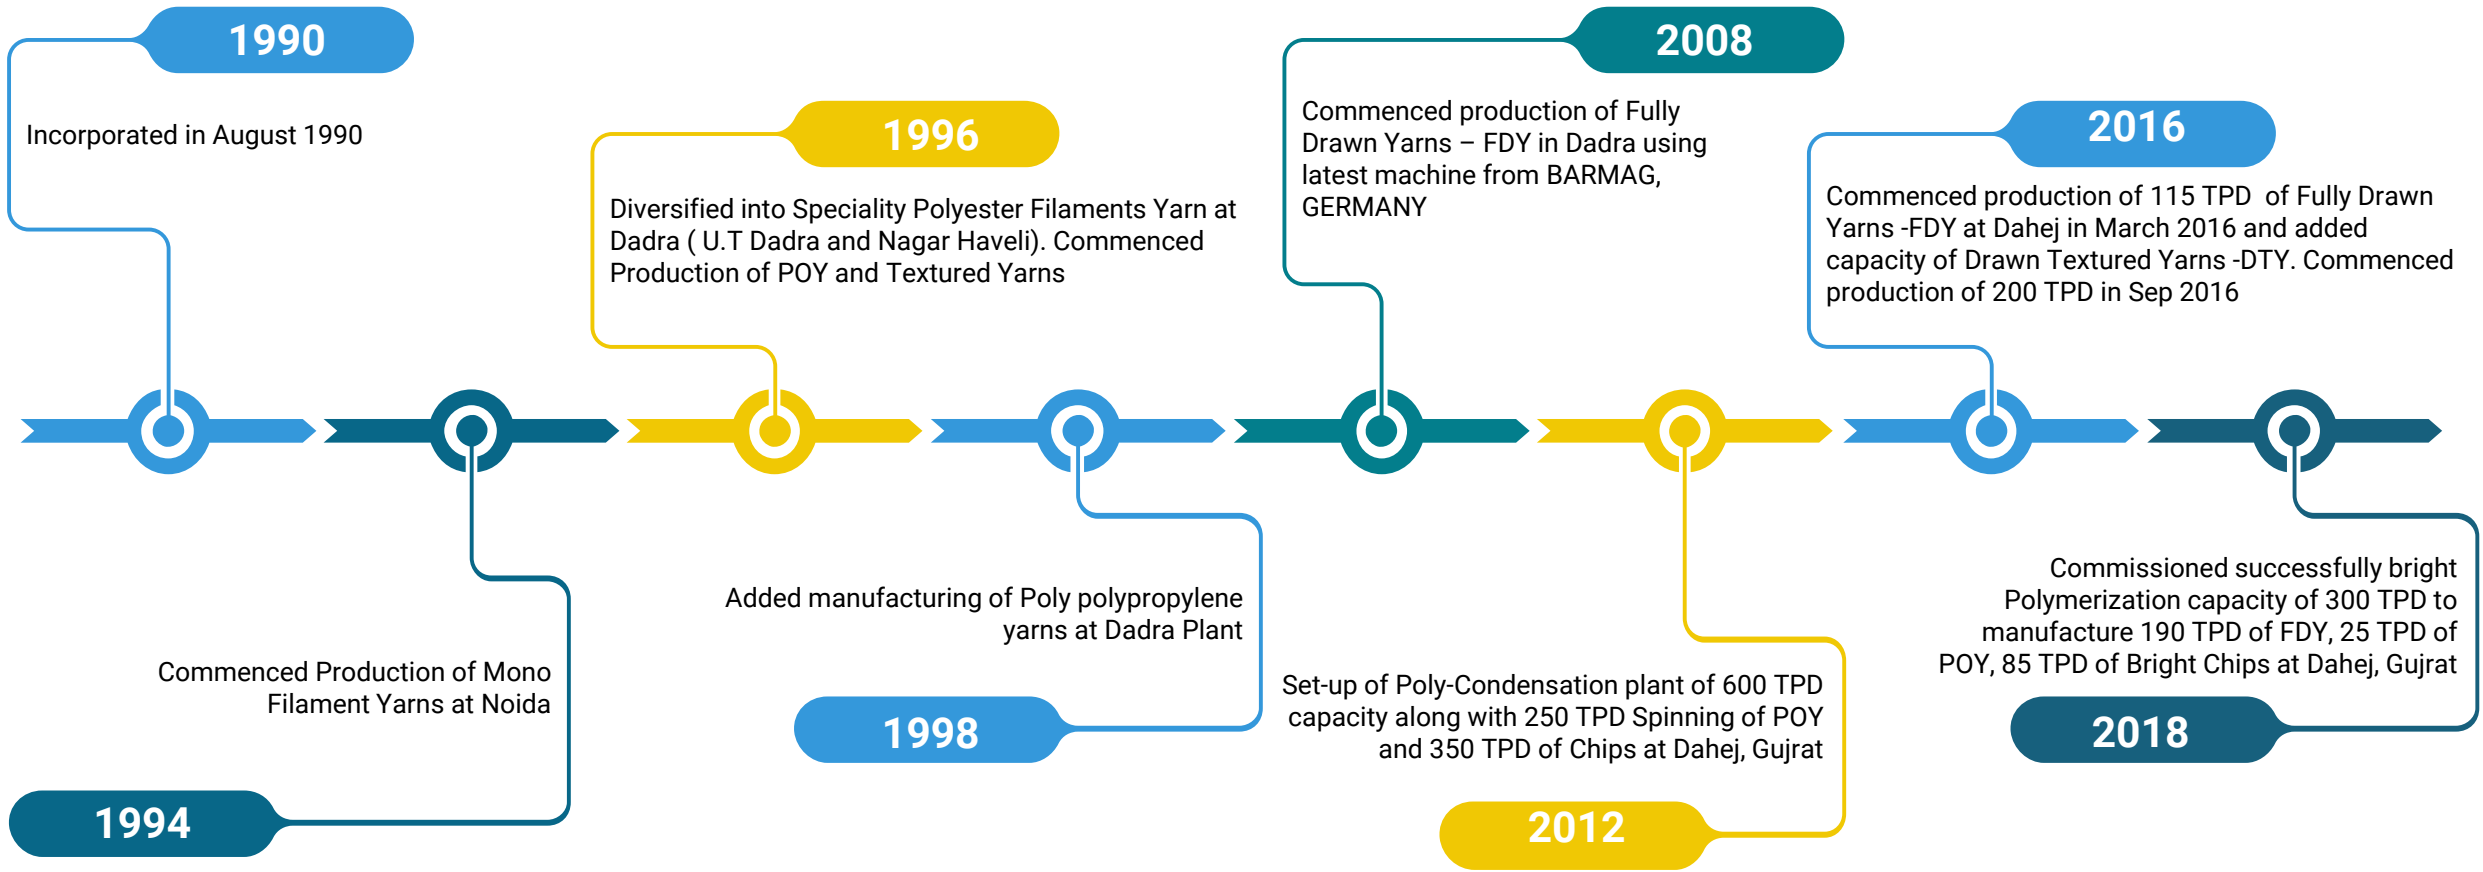 1990
Incorporated in August 1990
1994
Commenced Production of Mono
Filament Yarns at Noida
1996
Diversified into Speciality Polyester Filaments Yarn at
Dadra ( U.T Dadra and Nagar Haveli). Commenced
Production of POY and Textured Yarns
1998
Added manufacturing of Poly polypropylene
yarns at Dadra Plant
2008
Commenced production of Fully
Drawn Yarns – FDY in Dadra using
latest machine from BARMAG,
GERMANY
2012
Set-up of Poly-Condensation plant of 600 TPD
capacity along with 250 TPD Spinning of POY
and 350 TPD of Chips at Dahej, Gujrat
2016
Commenced production of 115 TPD  of Fully Drawn
Yarns -FDY at Dahej in March 2016 and added
capacity of Drawn Textured Yarns -DTY. Commenced
production of 200 TPD in Sep 2016
2018
Commissioned successfully bright
Polymerization capacity of 300 TPD to
manufacture 190 TPD of FDY, 25 TPD of
POY, 85 TPD of Bright Chips at Dahej, Gujrat